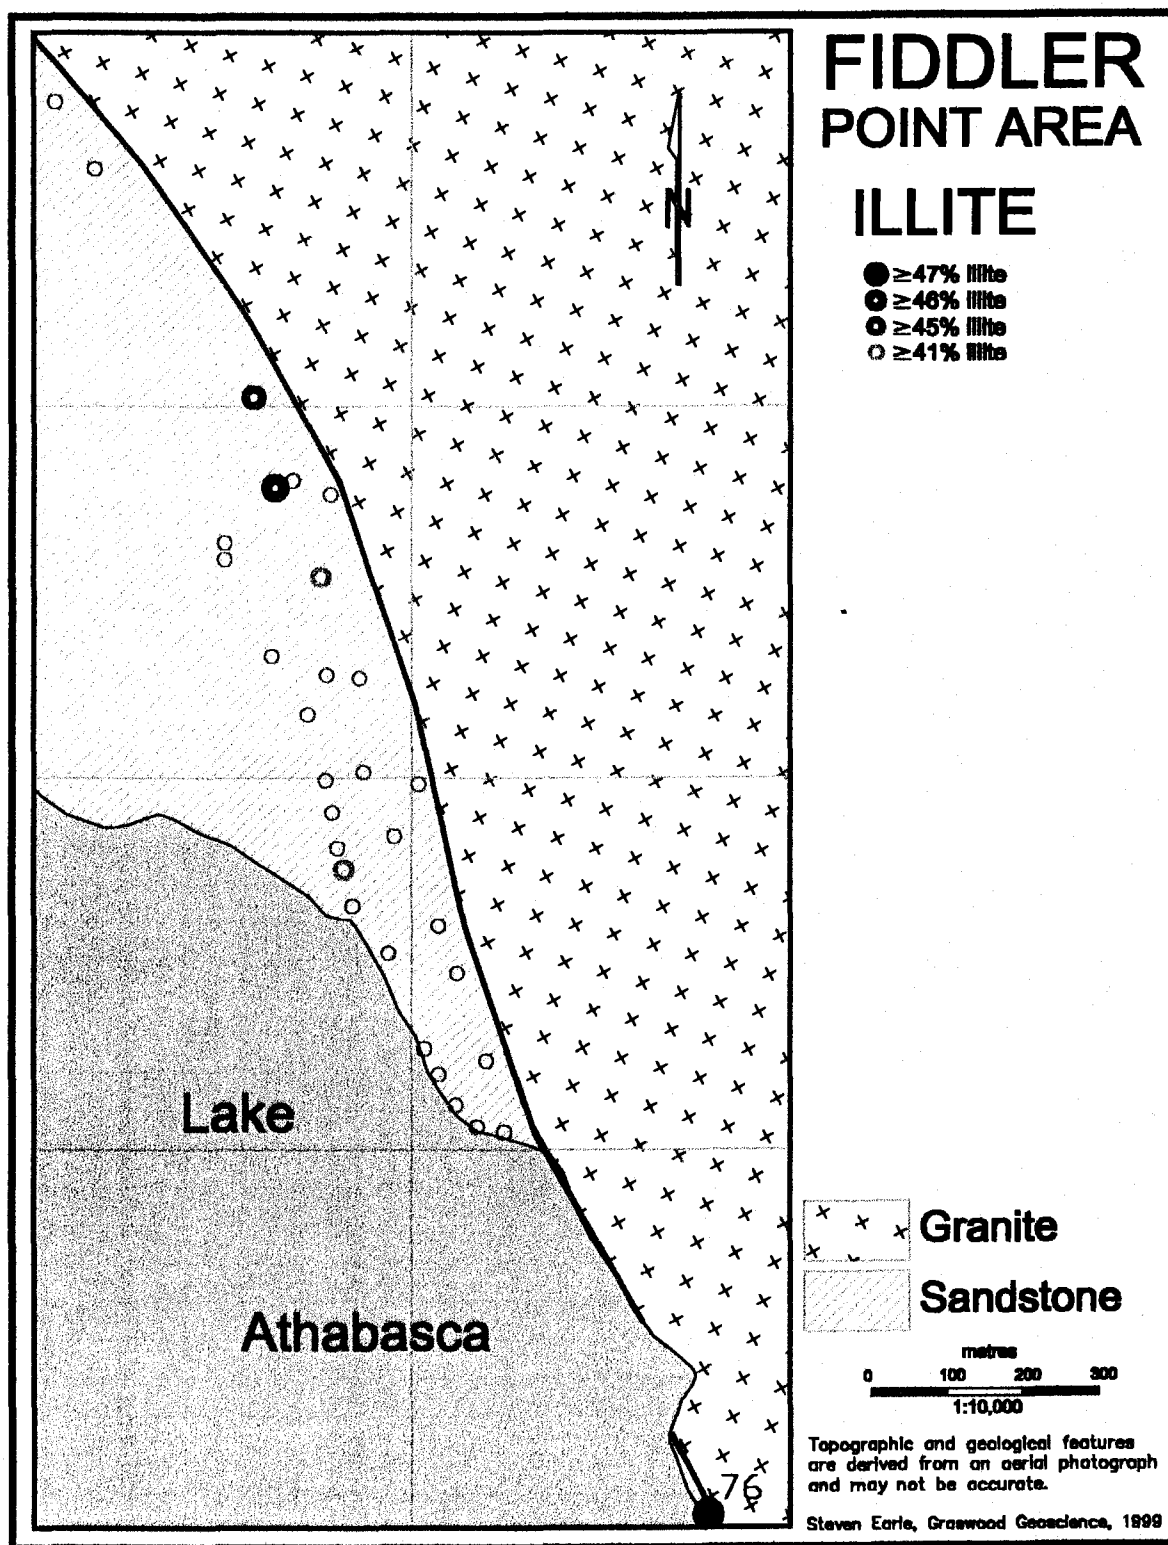 FIDDLER
POINT AREA
ILLITE
≥47% Illite
≥46% Illite
≥45% Illite
≥41% Illite
N
Lake
Athabasca
76
Granite
Sandstone
metres
0 100 200 300
1:10,000
Topographic and geological features
are derived from an aerial photograph
and may not be accurate.
Steven Earle, Grasswood Geoscience, 1999